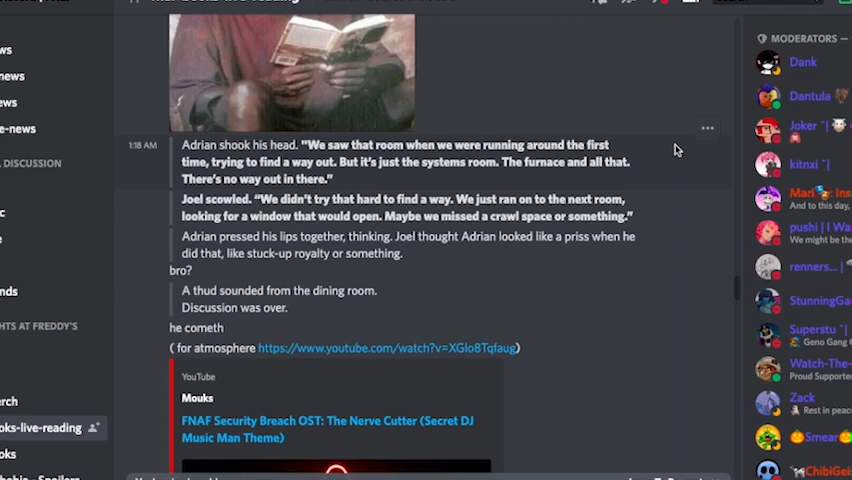 MODERATORS —
ws
news
ews
e-news
DISCUSSION
nds
HTS AT FREDDY'S
erch
oks-live-reading
oks
1:18 AM
Adrian shook his head. "We saw that room when we were running around the first
time, trying to find a way out. But it's just the systems room. The furnace and all that.
There's no way out in there."
Joel scowled. "We didn't try that hard to find a way. We just ran on to the next room,
looking for a window that would open. Maybe we missed a crawl space or something."
Adrian pressed his lips together, thinking. Joel thought Adrian looked like a priss when he
did that, like stuck-up royalty or something.
bro?
A thud sounded from the dining room.
Discussion was over.
he cometh
( for atmosphere https://www.youtube.com/watch?v=XGlo8Tqfaug)
YouTube
Mouks
FNAF Security Breach OST: The Nerve Cutter (Secret DJ
Music Man Theme)
Dank
Dantula
Joker ^|
kitnxi ^|
Mari Ins
And to this day,
pushi | I Wa
We might be the
renners...
StunningGa
Superstu ^|
Geno Gang
Watch-The-
Proud Supporte
Zack
Rest in peace
Smear
ChibiGeis